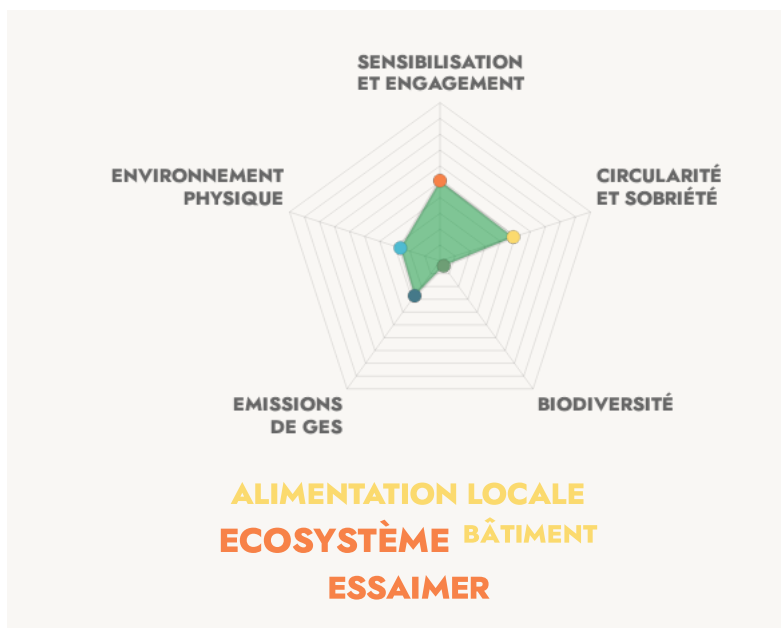 SENSIBILISATION
ET ENGAGEMENT
ENVIRONNEMENT
PHYSIQUE
CIRCULARITÉ
ET SOBRIÉTÉ
EMISSIONS
DE GES
BIODIVERSITÉ
ALIMENTATION LOCALE
ECOSYSTÈME BÂTIMENT
ESSAIMER